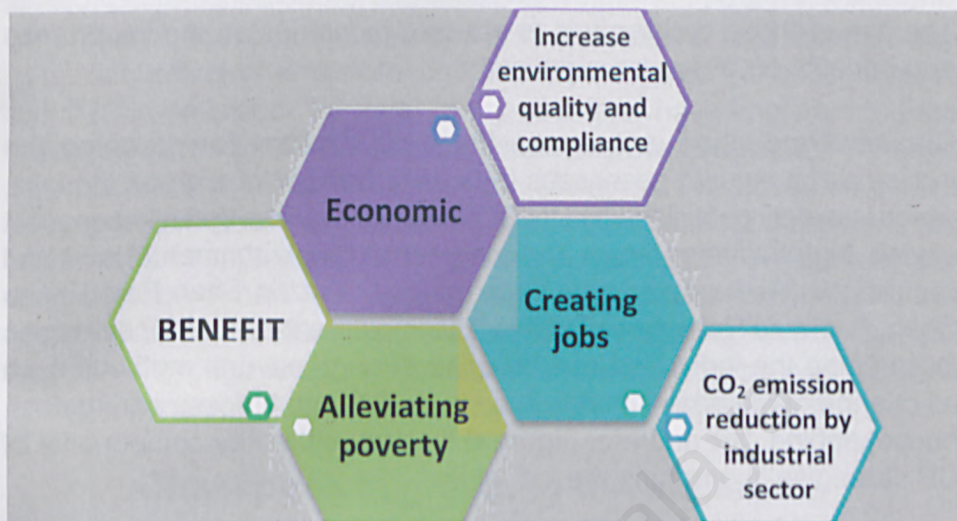 Increase
environmental
quality and
compliance
Economic
Creating
jobs
BENEFIT
Alleviating
poverty
CO₂ emission
reduction by
industrial
sector